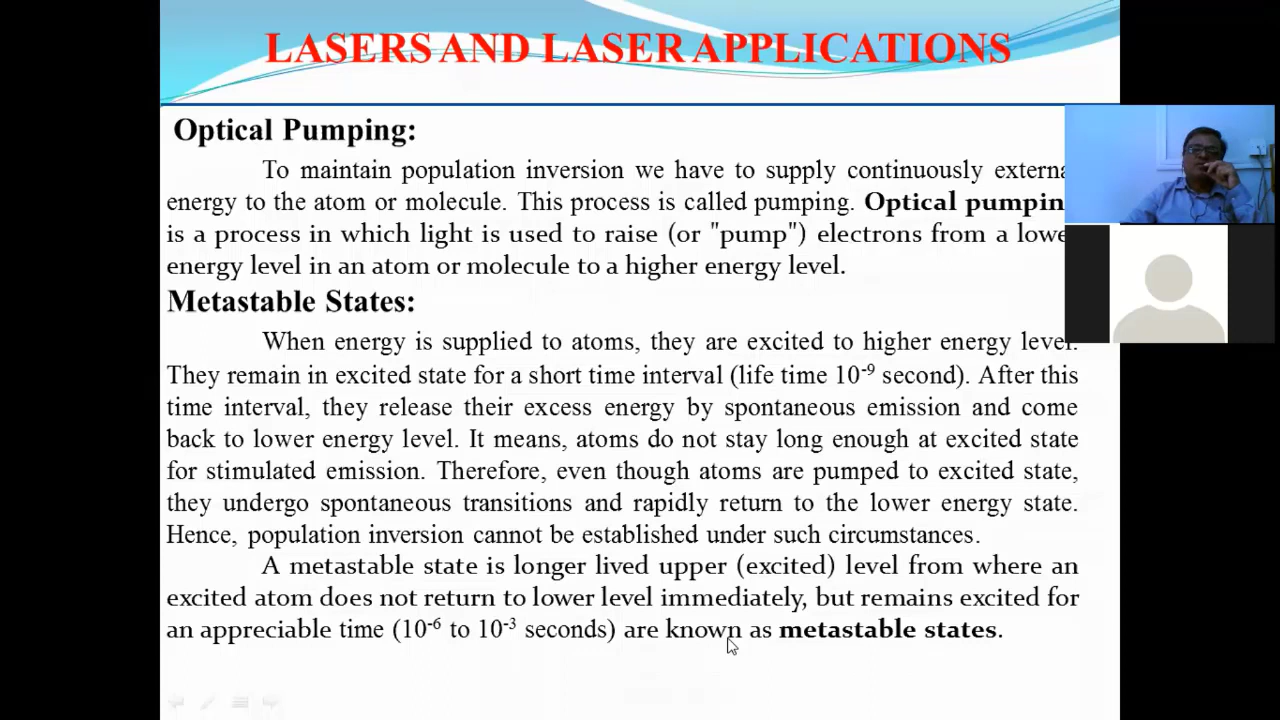 LASERS AND LASER APPLICATIONS
Optical Pumping:
To maintain population inversion we have to supply continuously externa
energy to the atom or molecule. This process is called pumping. Optical pumpin
is a process in which light is used to raise (or "pump") electrons from a lowe
energy level in an atom or molecule to a higher energy level.
Metastable States:
When energy is supplied to atoms, they are excited to higher energy level.
They remain in excited state for a short time interval (life time 10⁻⁹ second). After this
time interval, they release their excess energy by spontaneous emission and come
back to lower energy level. It means, atoms do not stay long enough at excited state
for stimulated emission. Therefore, even though atoms are pumped to excited state,
they undergo spontaneous transitions and rapidly return to the lower energy state.
Hence, population inversion cannot be established under such circumstances.
A metastable state is longer lived upper (excited) level from where an
excited atom does not return to lower level immediately, but remains excited for
an appreciable time (10⁻⁶ to 10⁻³ seconds) are known as metastable states.